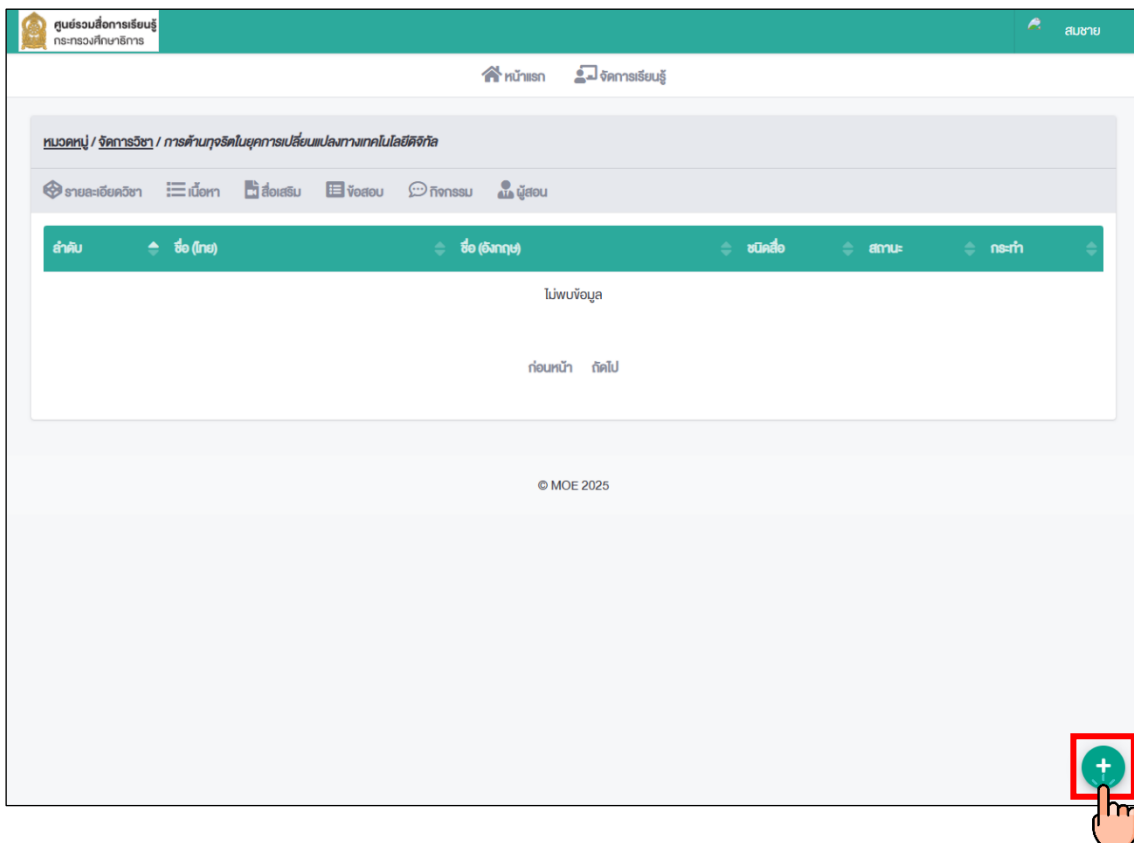 ศูนย์รวมสื่อการเรียนรู้
กระทรวงศึกษาธิการ
สมชาย
หน้าแรก จัดการเรียนรู้
หมวดหมู่ / จัดการวิชา / การต้านทุจริตในยุคการเปลี่ยนแปลงทางเทคโนโลยีดิจิทัล
รายละเอียดวิชา เนื้อหา สื่อเสริม ข้อสอบ กิจกรรม ผู้สอน
ลำดับ ชื่อ (ไทย) ชื่อ (อังกฤษ) ชนิดสื่อ สถานะ กระทำ
ไม่พบข้อมูล
ก่อนหน้า ถัดไป
© MOE 2025